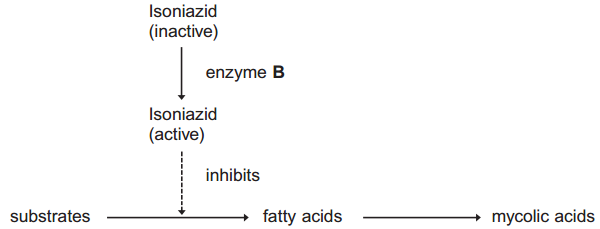 Isoniazid
(inactive)
enzyme B
Isoniazid
(active)
inhibits
substrates fatty acids mycolic acids